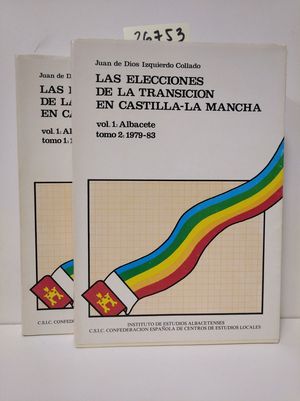 26753
Juan de Dios Izquierdo Collado
LAS ELECCIONES
DE LA TRANSICION
EN CASTILLA-LA MANCHA
vol. 1: Albacete
tomo 2: 1979-83
INSTITUTO DE ESTUDIOS ALBACETENSES
C.S.I.C. CONFEDERACION ESPAÑOLA DE CENTROS DE ESTUDIOS LOCALES
Juan de D
LAS
DE LA
EN CA
vol. 1: Al
tomo 1: 1
C.S.I.C. CONFED